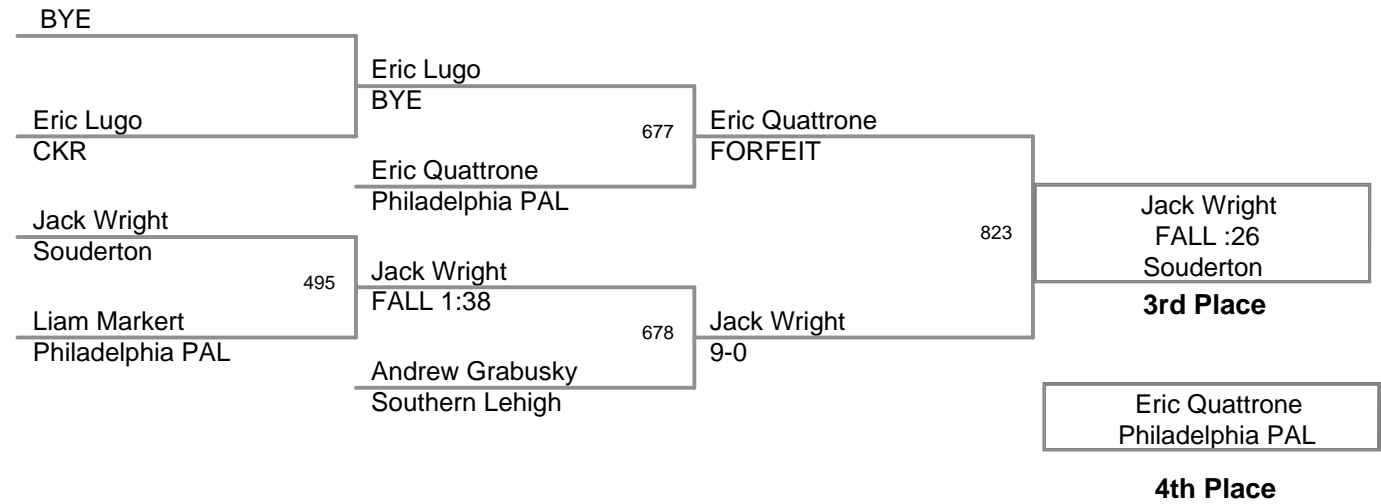 BYE
Eric Lugo
CKR
Jack Wright
Souderton
495
Liam Markert
Philadelphia PAL
Eric Lugo
BYE
677
Eric Quattrone
Philadelphia PAL
Jack Wright
FALL 1:38
678
Andrew Grabusky
Southern Lehigh
Eric Quattrone
FORFEIT
823
Jack Wright
9-0
Jack Wright
FALL :26
Souderton
3rd Place
Eric Quattrone
Philadelphia PAL
4th Place